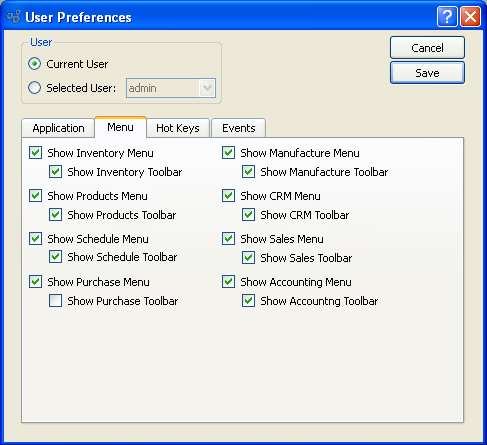 User Preferences
User
Current User
Selected User: admin
Cancel
Save
Application Menu Hot Keys Events
Show Inventory Menu
Show Inventory Toolbar
Show Products Menu
Show Products Toolbar
Show Schedule Menu
Show Schedule Toolbar
Show Purchase Menu
Show Purchase Toolbar
Show Manufacture Menu
Show Manufacture Toolbar
Show CRM Menu
Show CRM Toolbar
Show Sales Menu
Show Sales Toolbar
Show Accounting Menu
Show Accountng Toolbar